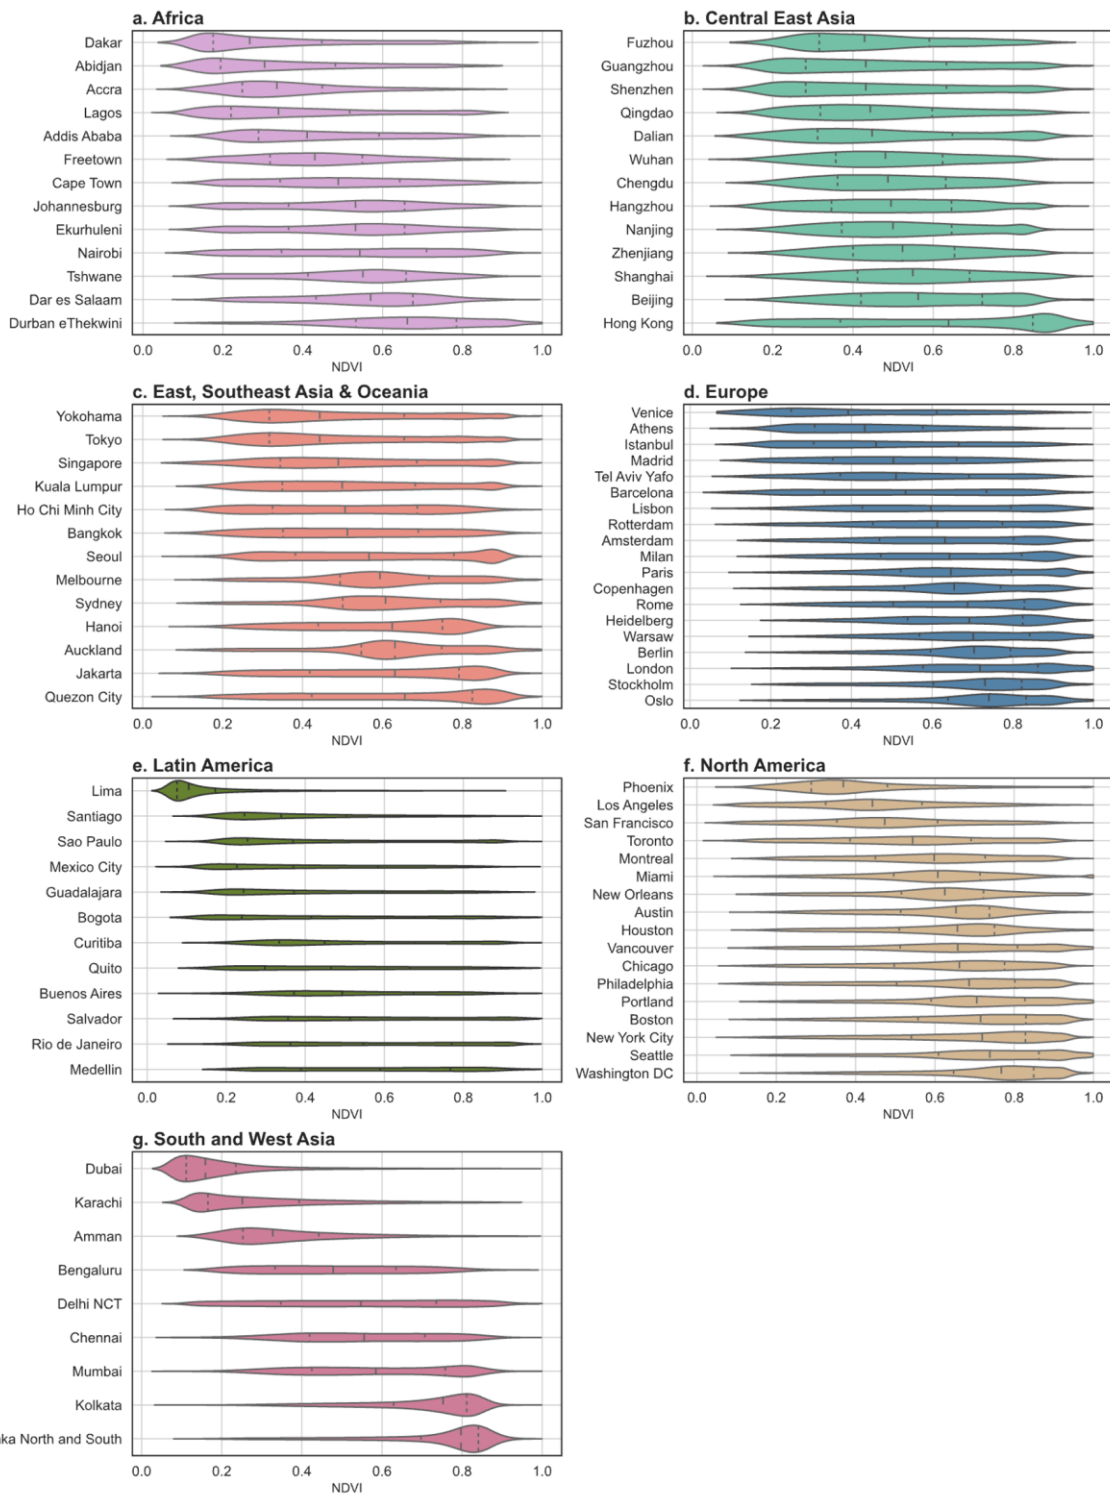 a. Africa
Dakar
Abidjan
Accra
Lagos
Addis Ababa
Freetown
Cape Town
Johannesburg
Ekurhuleni
Nairobi
Tshwane
Dar es Salaam
Durban eThekwini
0.0 0.2 0.4 0.6 0.8 1.0
NDVI
b. Central East Asia
Fuzhou
Guangzhou
Shenzhen
Qingdao
Dalian
Wuhan
Chengdu
Hangzhou
Nanjing
Zhenjiang
Shanghai
Beijing
Hong Kong
0.0 0.2 0.4 0.6 0.8 1.0
NDVI
c. East, Southeast Asia & Oceania
Yokohama
Tokyo
Singapore
Kuala Lumpur
Ho Chi Minh City
Bangkok
Seoul
Melbourne
Sydney
Hanoi
Auckland
Jakarta
Quezon City
0.0 0.2 0.4 0.6 0.8 1.0
NDVI
d. Europe
Venice
Athens
Istanbul
Madrid
Tel Aviv Yafo
Barcelona
Lisbon
Rotterdam
Amsterdam
Milan
Paris
Copenhagen
Rome
Heidelberg
Warsaw
Berlin
London
Stockholm
Oslo
0.0 0.2 0.4 0.6 0.8 1.0
NDVI
e. Latin America
Lima
Santiago
Sao Paulo
Mexico City
Guadalajara
Bogota
Curitiba
Quito
Buenos Aires
Salvador
Rio de Janeiro
Medellin
0.0 0.2 0.4 0.6 0.8 1.0
NDVI
f. North America
Phoenix
Los Angeles
San Francisco
Toronto
Montreal
Miami
New Orleans
Austin
Houston
Vancouver
Chicago
Philadelphia
Portland
Boston
New York City
Seattle
Washington DC
0.0 0.2 0.4 0.6 0.8 1.0
NDVI
g. South and West Asia
Dubai
Karachi
Amman
Bengaluru
Delhi NCT
Chennai
Mumbai
Kolkata
ka North and South
0.0 0.2 0.4 0.6 0.8 1.0
NDVI